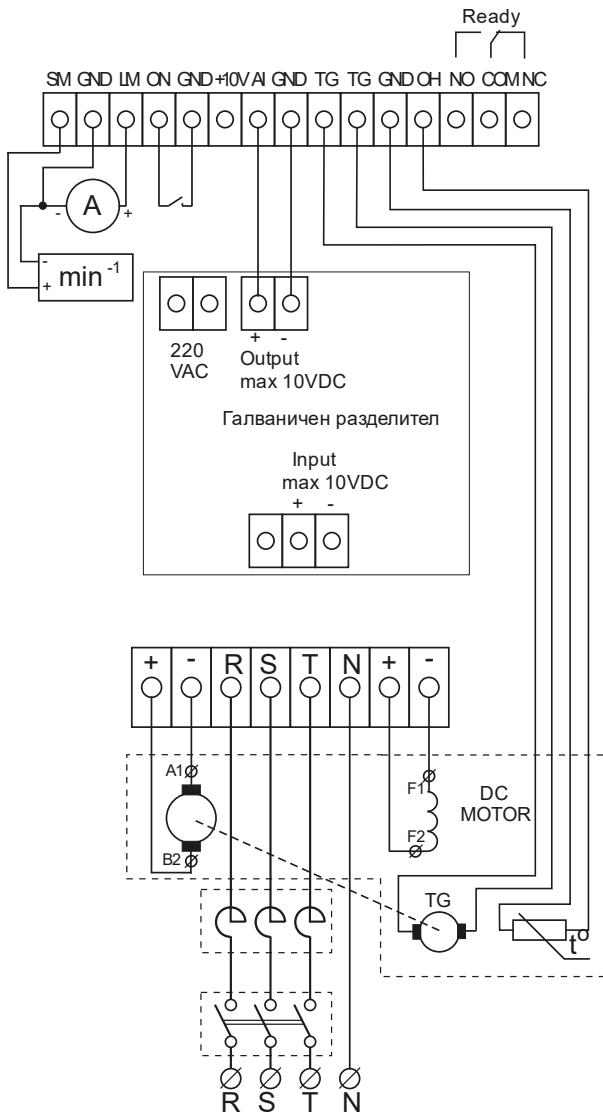 Ready
SM GND LM ON GND +10V AI GND TG TG GND OH NO COM NC
- A +
-
+ min⁻¹
220
VAC
+ -
Output
max 10VDC
Галваничен разделител
Input
max 10VDC
+ -
+ - R S T N + -
A1
B2
F1
F2
DC
MOTOR
TG
t°
R S T N